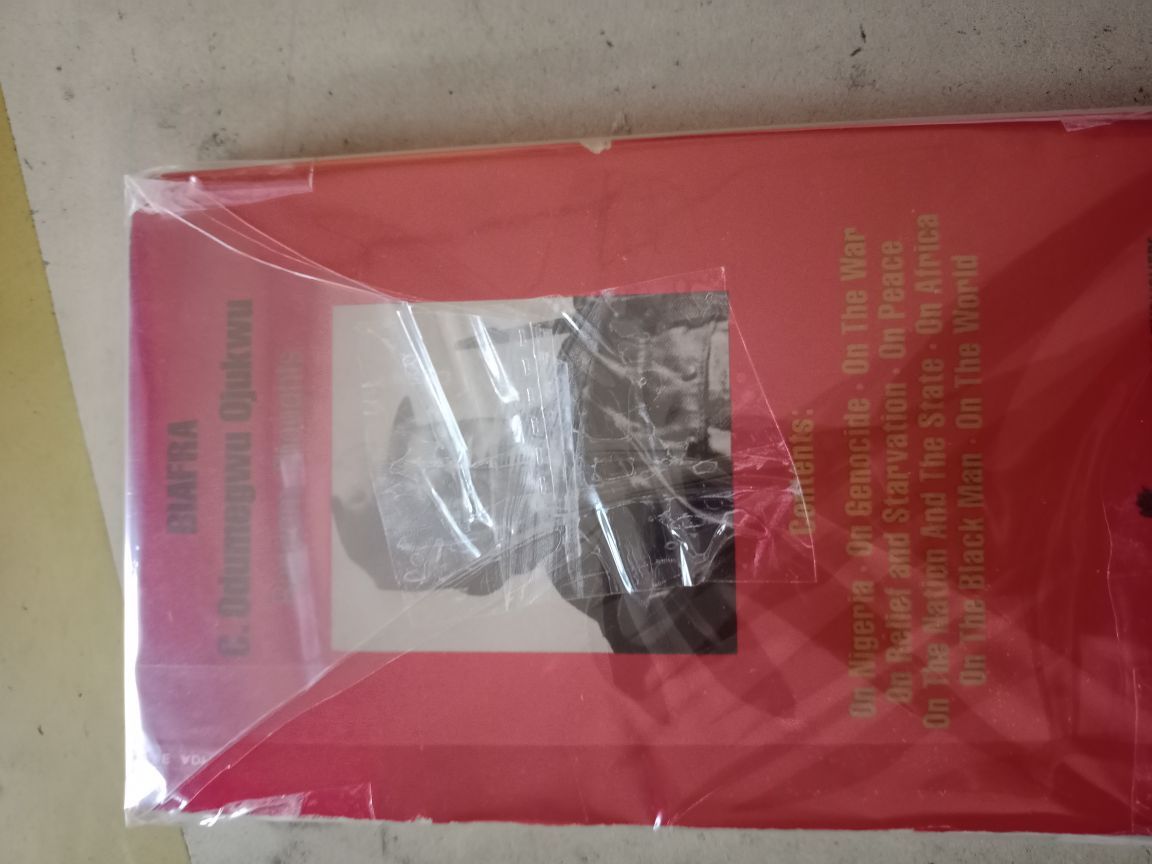 BIAFRA
C. Odumegwu Ojukwu
Contents:
On Nigeria · On Genocide · On The War
On Relief and Starvation · On Peace
On The Nation And The State · On Africa
On The Black Man · On The World